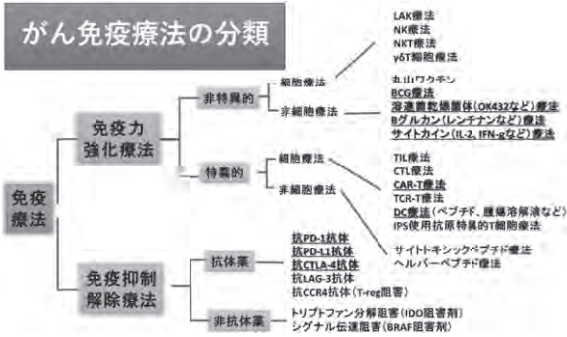 がん免疫療法の分類
免疫
療法
免疫力
強化療法
非特異的
細胞療法
LAK療法
NK療法
NKT療法
γδT細胞療法
非細胞療法
丸山ワクチン
BCG療法
溶連菌乾燥菌体(OK432など)療法
Bグルカン(レンチナンなど)療法
サイトカイン(IL-2, IFN-gなど)療法
特異的
細胞療法
TIL療法
CTL療法
CAR-T療法
TCR-T療法
DC療法(ペプチド、腫瘍溶解液など)
IPS使用抗原特異的T細胞療法
非細胞療法
サイトトキシックペプチド療法
ヘルパーペプチド療法
免疫抑制
解除療法
抗体薬
抗PD-1抗体
抗PD-L1抗体
抗CTLA-4抗体
抗LAG-3抗体
抗CCR4抗体(T-reg阻害)
非抗体薬
トリプトファン分解阻害(IDO阻害剤)
シグナル伝達阻害(BRAF阻害剤)